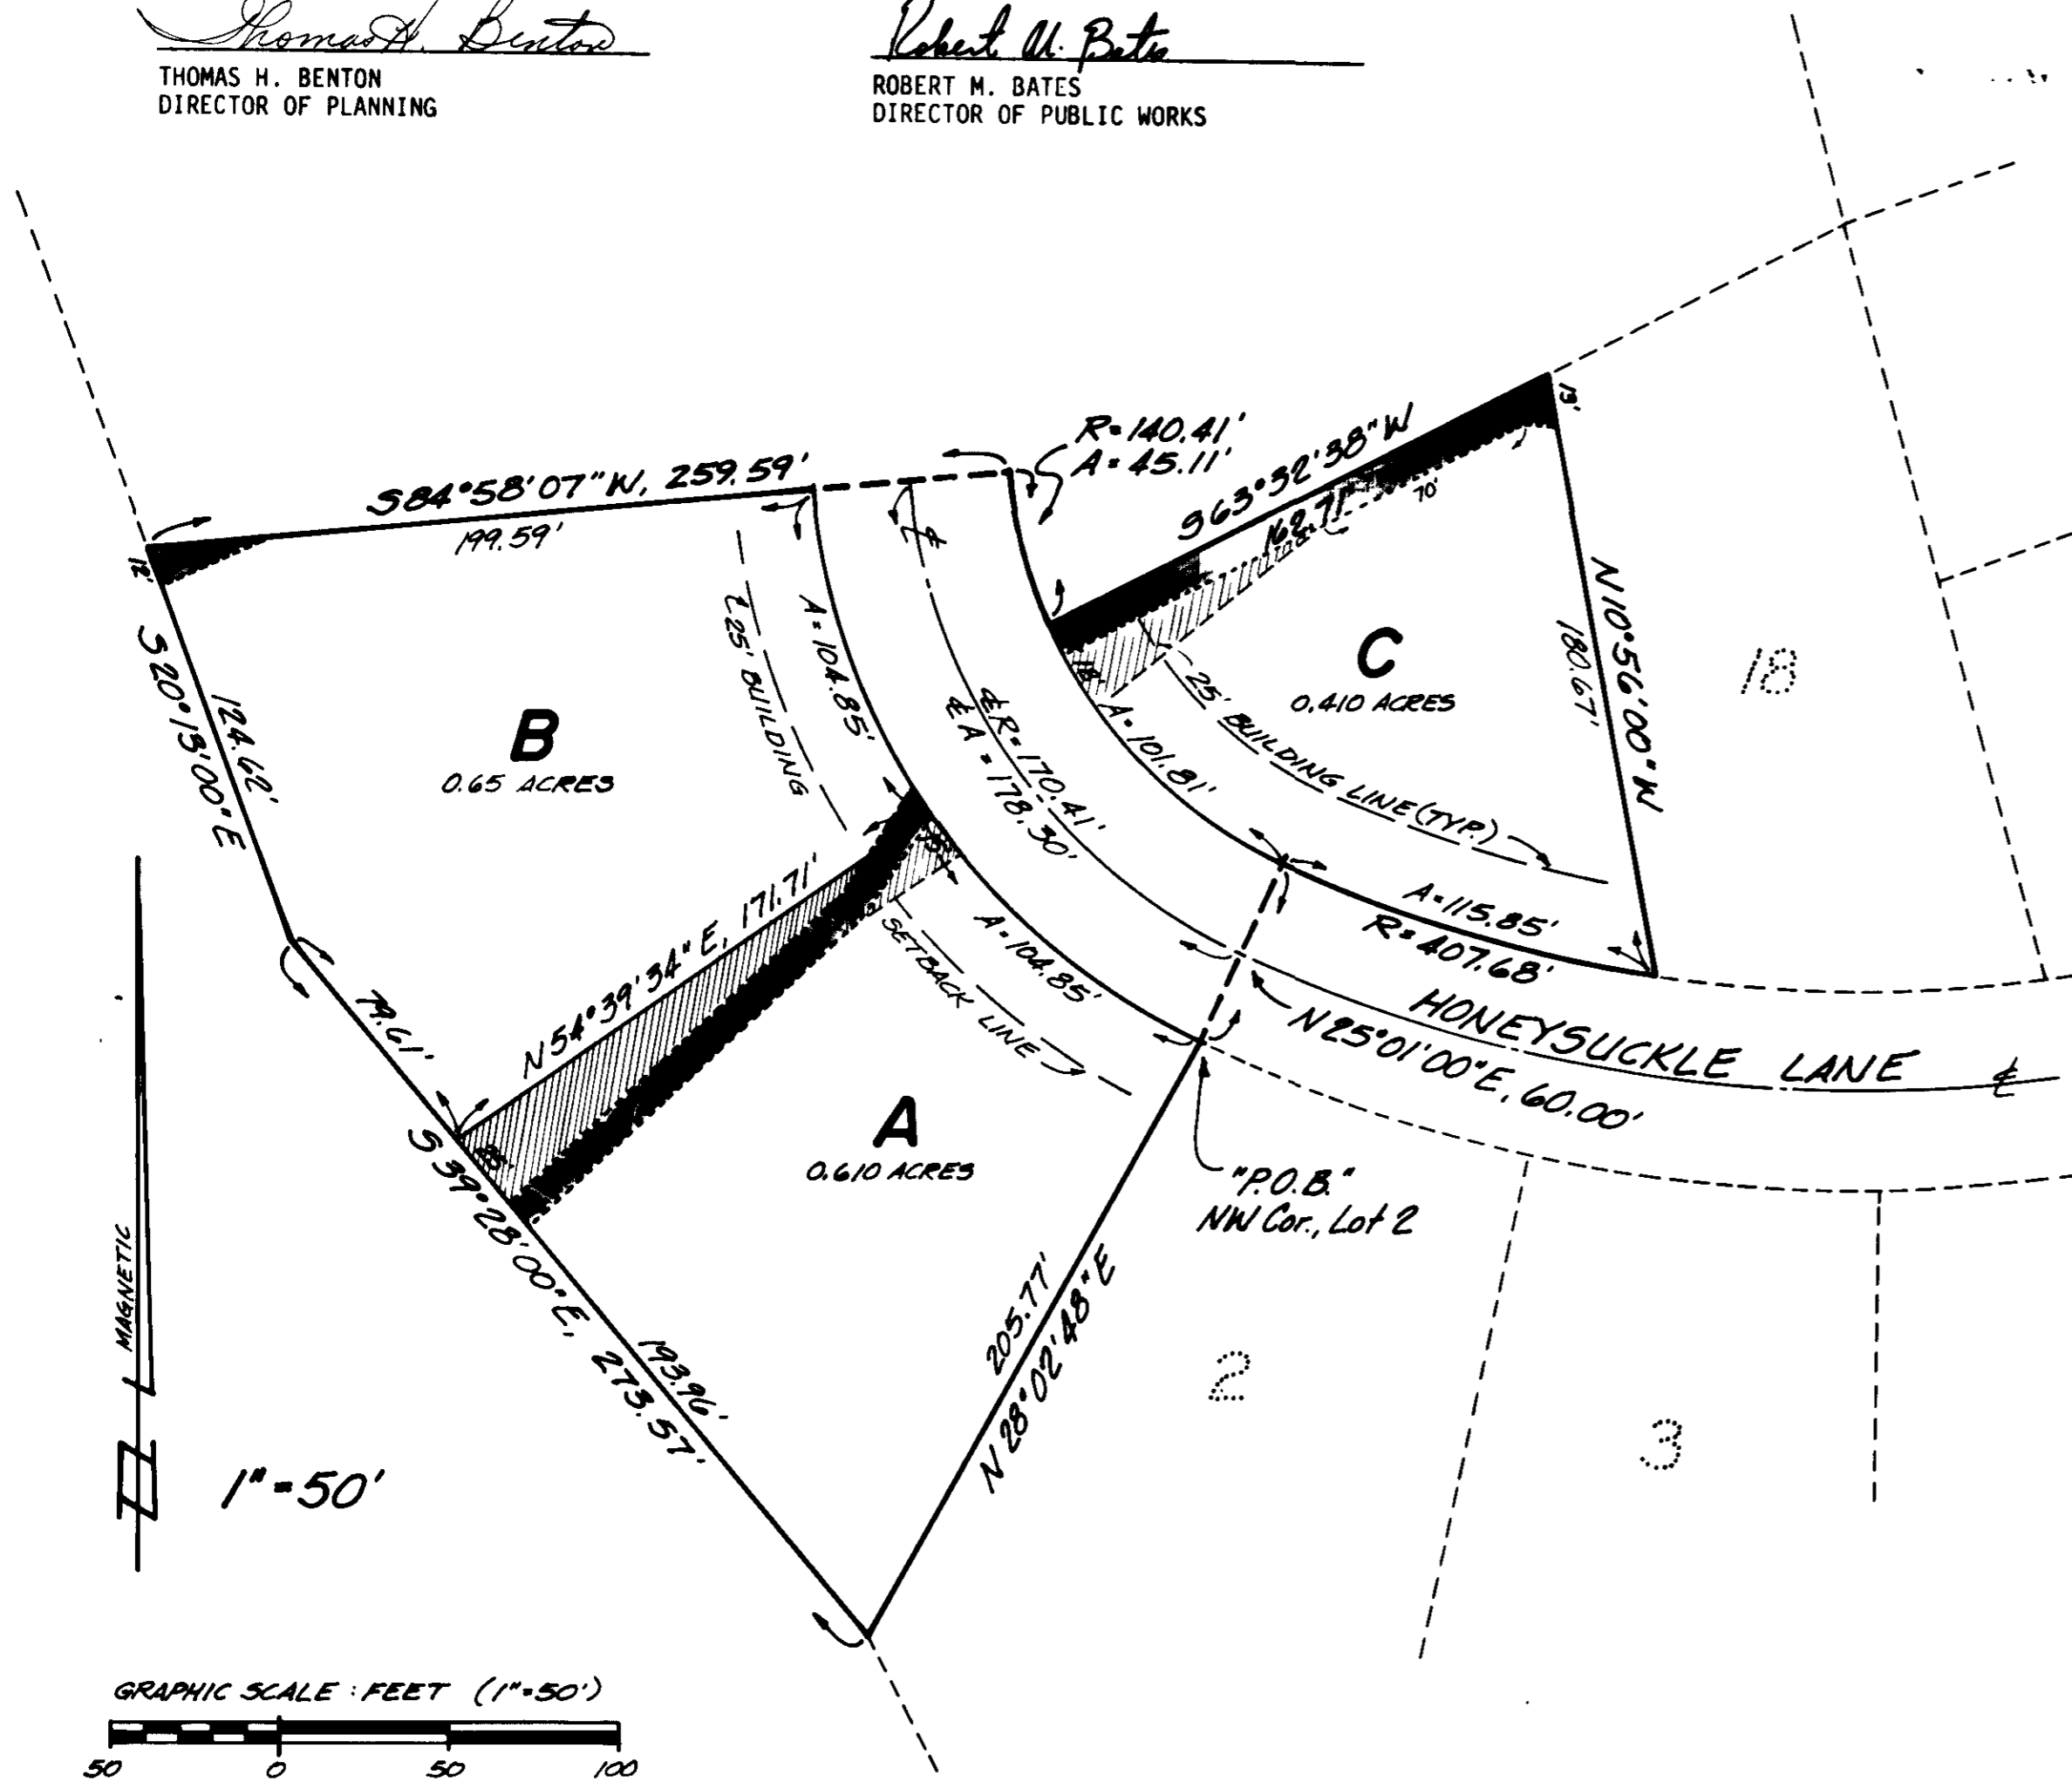 Thomas H. Benton
THOMAS H. BENTON
DIRECTOR OF PLANNING
Robert M. Bates
ROBERT M. BATES
DIRECTOR OF PUBLIC WORKS
R=140.41'
A=45.11'
S84°58'07"W, 259.59'
199.59'
S63°32'38"W
162.71'
70'
N10°56'00"W
180.67'
18
C
0.410 ACRES
25' BUILDING LINE (TYP.)
A=101.81'
A=104.85'
25' BUILDING
℄ R=170.41'
℄ A=178.30'
S20°13'00"E
124.62'
B
0.65 ACRES
N54°39'34"E, 171.71'
SETBACK LINE
A=104.85'
A=115.85'
R=407.68'
HONEYSUCKLE LANE ℄
N25°01'00"E, 60.00'
79.61'
A
0.610 ACRES
"P.O.B."
NW Cor., Lot 2
S39°28'00"E, 273.57'
193.96'
205.77'
N28°02'48"E
2
3
MAGNETIC
1"=50'
GRAPHIC SCALE : FEET (1"=50')
50 0 50 100